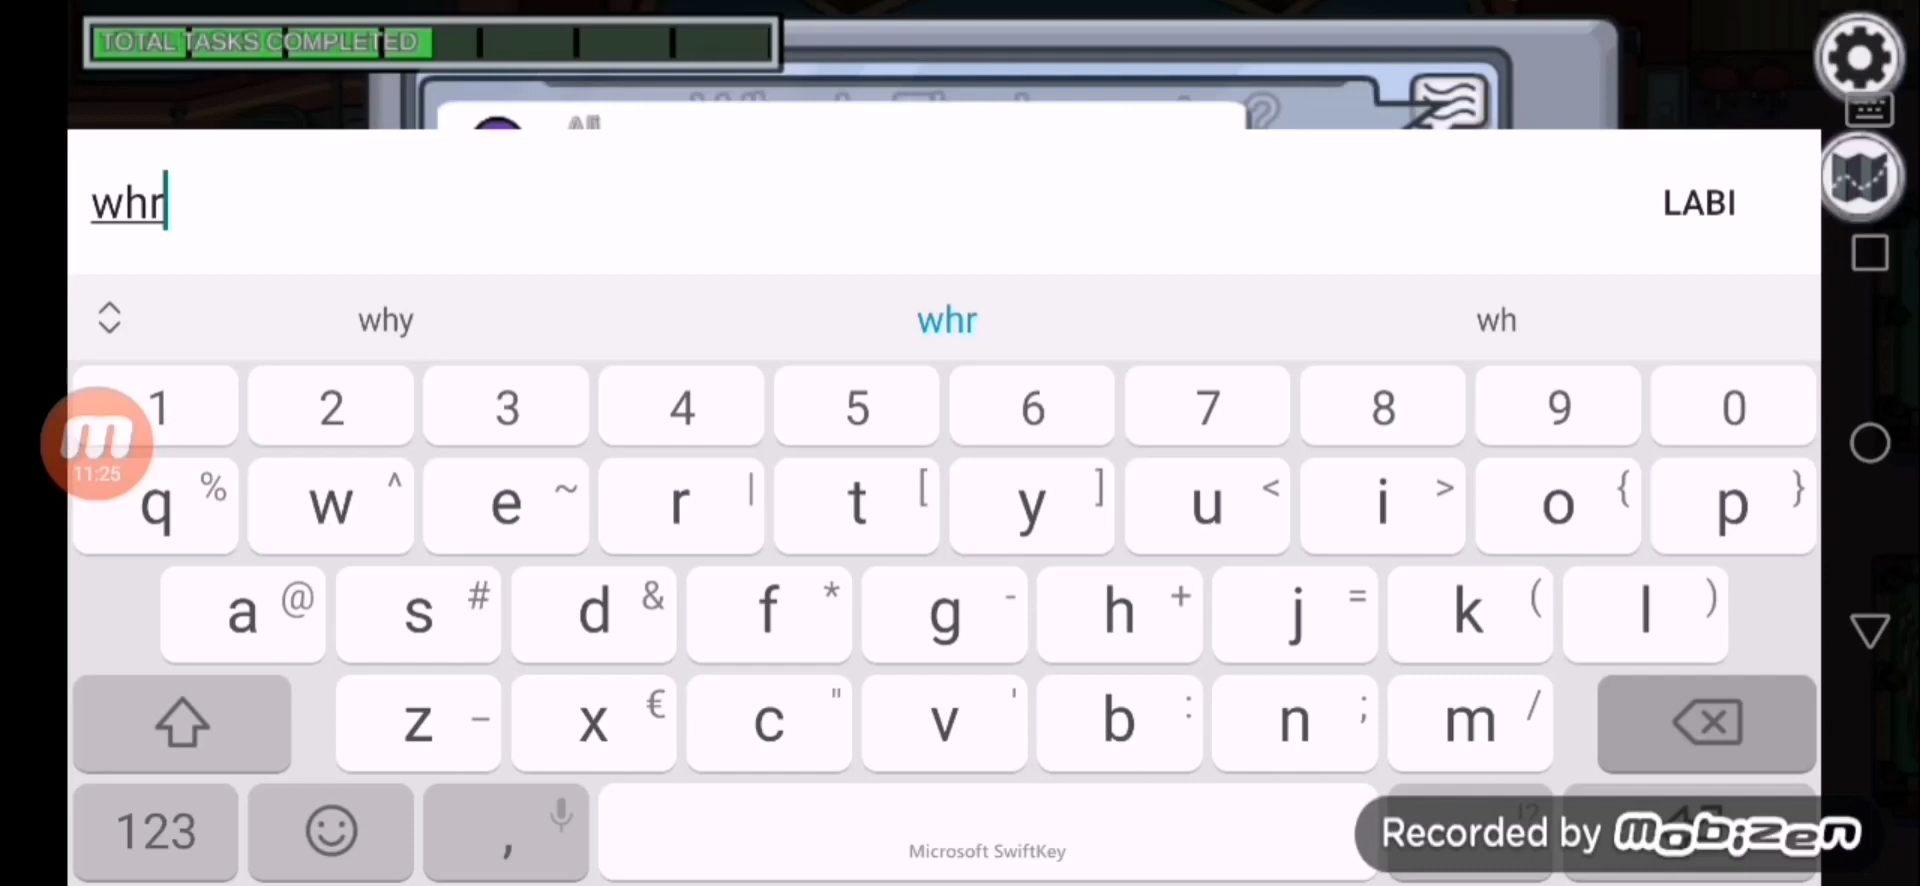 TOTAL TASKS COMPLETED
?
Ali
whr
LABI
why whr wh
1 2 3 4 5 6 7 8 9 0
11:25
q % w ^ e ~ r | t [ y ] u < i > o { p }
a @ s # d & f * g - h + j = k ( l )
z _ x € c " v ' b : n ; m /
123 , !?
Microsoft SwiftKey
Recorded by mobizen